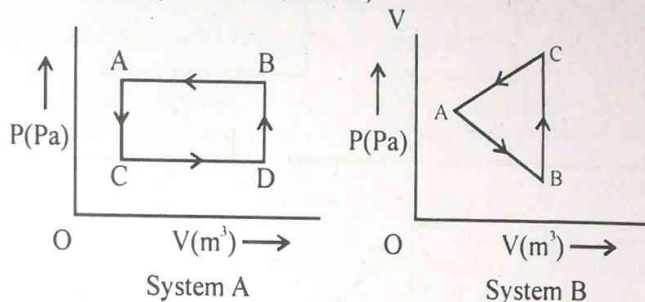 V
A B
P(Pa)
C D
O V(m³)
System A
C
A
P(Pa)
B
O V(m³)
System B